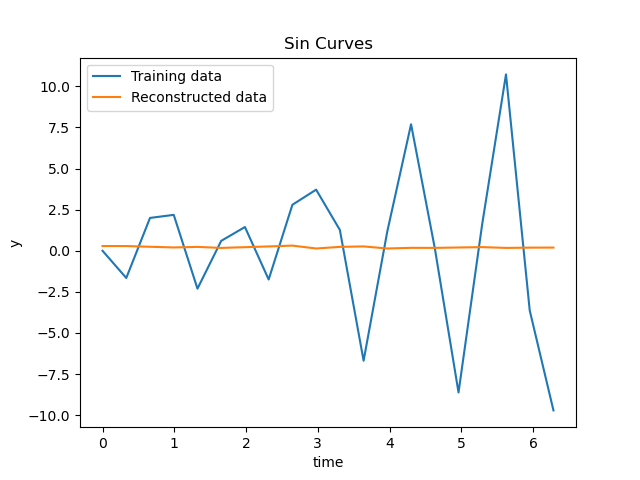 Sin Curves
Training data
Reconstructed data
10.0
7.5
5.0
2.5
0.0
−2.5
−5.0
−7.5
−10.0
y
0 1 2 3 4 5 6
time